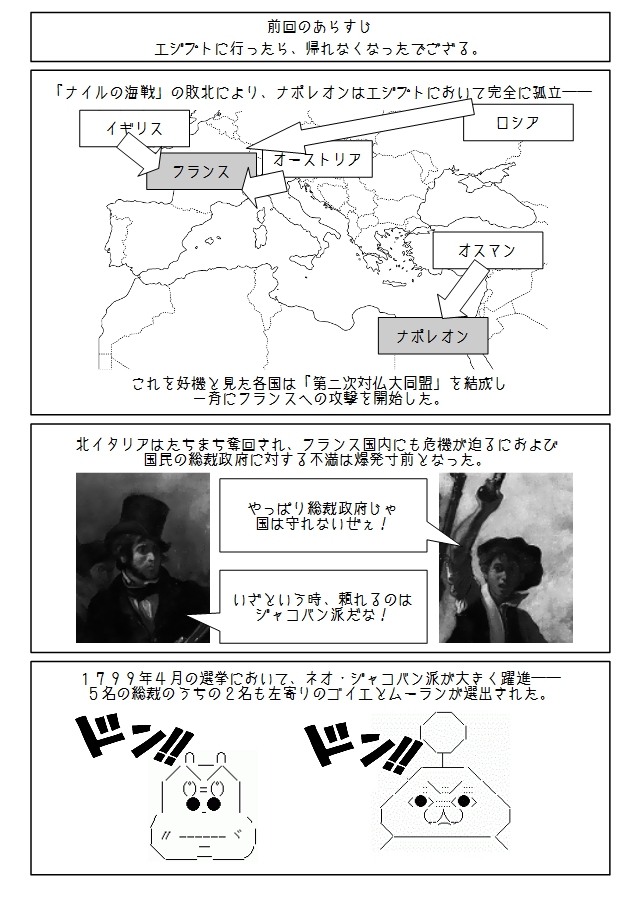 前回のあらすじ
エジプトに行ったら、帰れなくなったでござる。
「ナイルの海戦」の敗北により、ナポレオンはエジプトにおいて完全に孤立――
イギリス
ロシア
フランス
オーストリア
オスマン
ナポレオン
これを好機と見た各国は「第二次対仏大同盟」を結成し
一斉にフランスへの攻撃を開始した。
北イタリアはたちまち奪回され、フランス国内にも危機が迫るにおよび
国民の総裁政府に対する不満は爆発寸前となった。
やっぱり総裁政府じゃ
国は守れないぜぇ！
いざという時、頼れるのは
ジャコバン派だな！
１７９９年４月の選挙において、ネオ・ジャコバン派が大きく躍進――
５名の総裁のうちの２名も左寄りのゴイエとムーランが選出された。
ドン!!
ドン!!